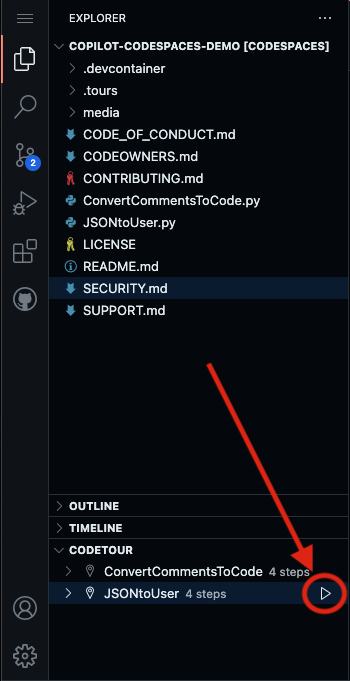 EXPLORER
COPILOT-CODESPACES-DEMO [CODESPACES]
.devcontainer
.tours
media
CODE_OF_CONDUCT.md
CODEOWNERS.md
CONTRIBUTING.md
ConvertCommentsToCode.py
JSONtoUser.py
LICENSE
README.md
SECURITY.md
SUPPORT.md
2
OUTLINE
TIMELINE
CODETOUR
ConvertCommentsToCode 4 steps
JSONtoUser 4 steps